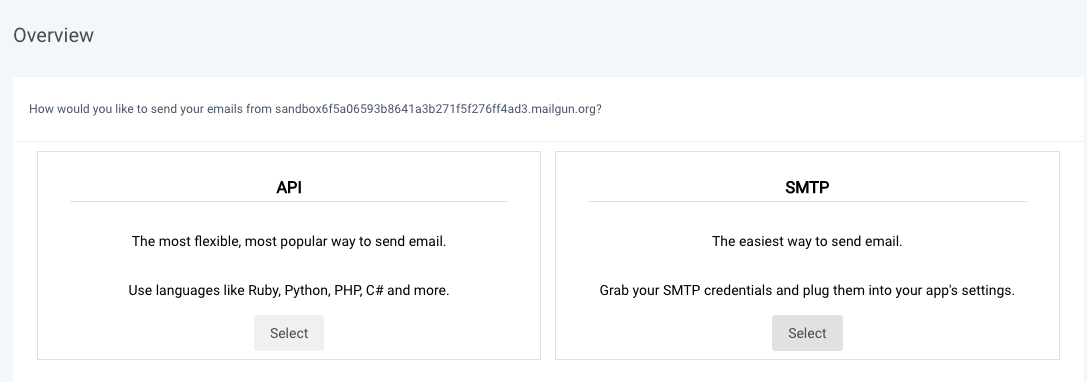 Overview
How would you like to send your emails from sandbox6f5a06593b8641a3b271f5f276ff4ad3.mailgun.org?
API
The most flexible, most popular way to send email.
Use languages like Ruby, Python, PHP, C# and more.
Select
SMTP
The easiest way to send email.
Grab your SMTP credentials and plug them into your app's settings.
Select